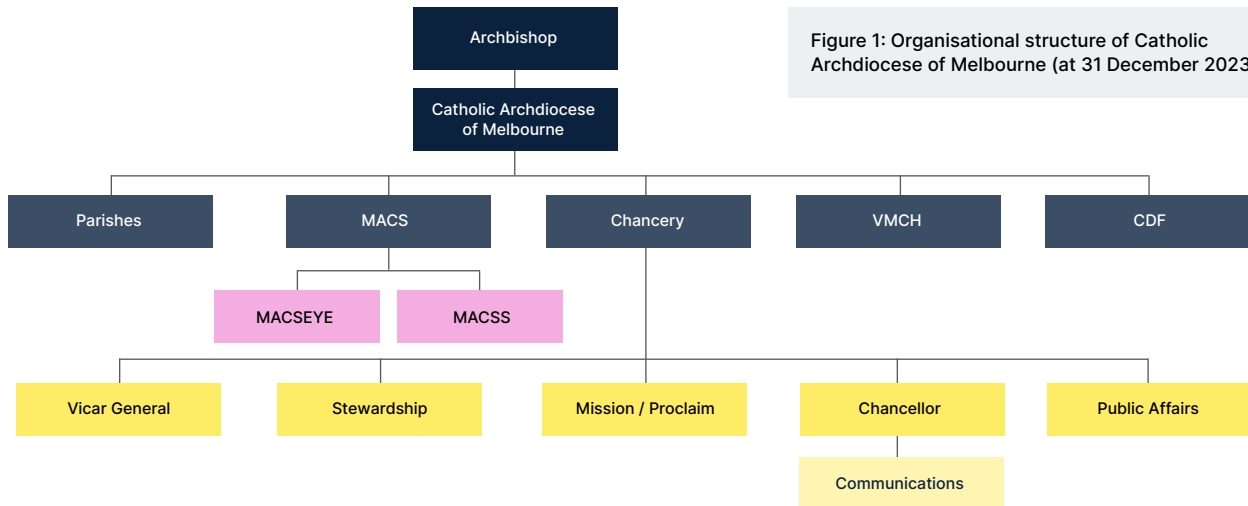 Archbishop
Figure 1: Organisational structure of Catholic
Archdiocese of Melbourne (at 31 December 2023
Catholic Archdiocese
of Melbourne
Parishes
MACS
Chancery
VMCH
CDF
MACSEYE
MACSS
Vicar General
Stewardship
Mission / Proclaim
Chancellor
Public Affairs
Communications